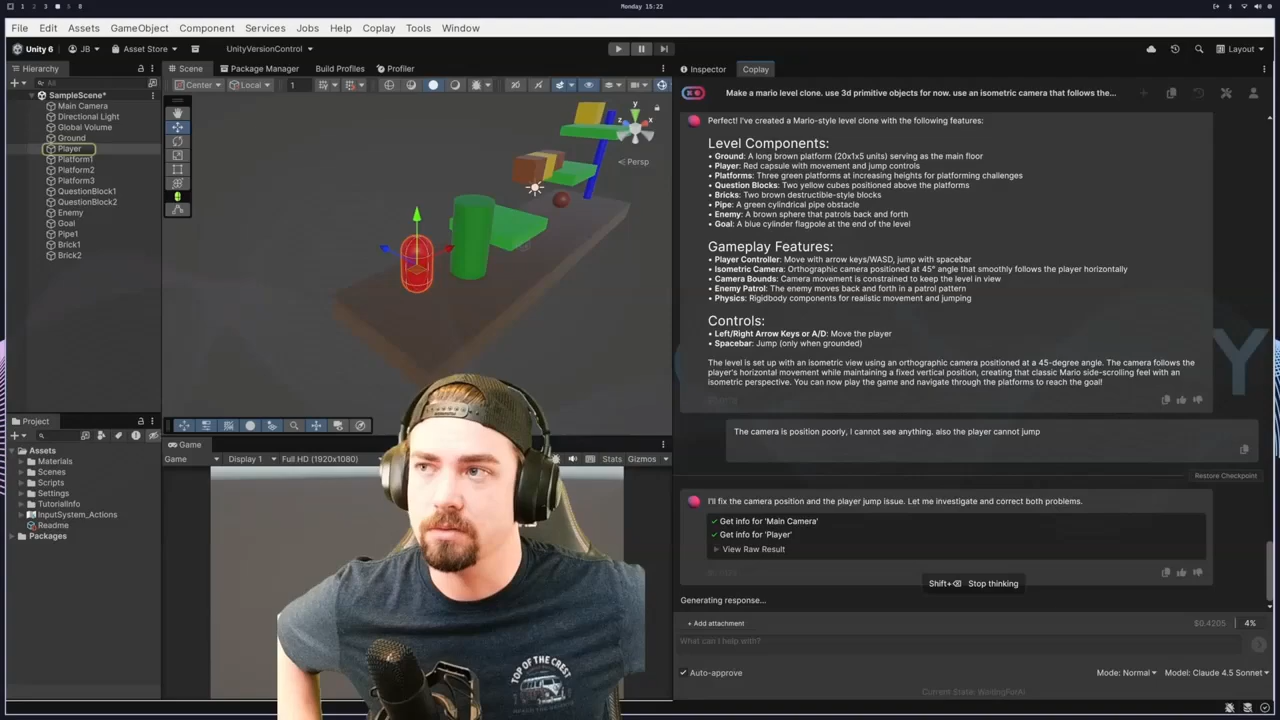 1 2 3 5 8
Monday 15:22
File Edit Assets GameObject Component Services Jobs Help Coplay Tools Window
Unity 6 JB Asset Store UnityVersionControl Layout
Hierarchy
All
SampleScene*
Main Camera
Directional Light
Global Volume
Ground
Player
Platform1
Platform2
Platform3
QuestionBlock1
QuestionBlock2
Enemy
Goal
Pipe1
Brick1
Brick2
Scene Package Manager Build Profiles Profiler
Center Local 1
y
z x
Persp
Project
Assets
Materials
Scenes
Scripts
Settings
TutorialInfo
InputSystem_Actions
Readme
Packages
Game
Game Display 1 Full HD (1920x1080) Stats Gizmos
TOP OF THE CREST
Inspector Coplay
Make a mario level clone. use 3d primitive objects for now. use an isometric camera that follows the...
Perfect! I've created a Mario-style level clone with the following features:
Level Components:
• Ground: A long brown platform (20x1x5 units) serving as the main floor
• Player: Red capsule with movement and jump controls
• Platforms: Three green platforms at increasing heights for platforming challenges
• Question Blocks: Two yellow cubes positioned above the platforms
• Bricks: Two brown destructible-style blocks
• Pipe: A green cylindrical pipe obstacle
• Enemy: A brown sphere that patrols back and forth
• Goal: A blue cylinder flagpole at the end of the level
Gameplay Features:
• Player Controller: Move with arrow keys/WASD, jump with spacebar
• Isometric Camera: Orthographic camera positioned at 45° angle that smoothly follows the player horizontally
• Camera Bounds: Camera movement is constrained to keep the level in view
• Enemy Patrol: The enemy moves back and forth in a patrol pattern
• Physics: Rigidbody components for realistic movement and jumping
Controls:
• Left/Right Arrow Keys or A/D: Move the player
• Spacebar: Jump (only when grounded)
The level is set up with an isometric view using an orthographic camera positioned at a 45-degree angle. The camera follows the
player's horizontal movement while maintaining a fixed vertical position, creating that classic Mario side-scrolling feel with an
isometric perspective. You can now play the game and navigate through the platforms to reach the goal!
The camera is position poorly, i cannot see anything. also the player cannot jump
Restore Checkpoint
I'll fix the camera position and the player jump issue. Let me investigate and correct both problems.
Get info for 'Main Camera'
Get info for 'Player'
View Raw Result
Shift+ Stop thinking
Generating response...
+ Add attachment $0.4205 | 4%
What can I help with?
Auto-approve Mode: Normal Model: Claude 4.5 Sonnet
Current State: WaitingForAi